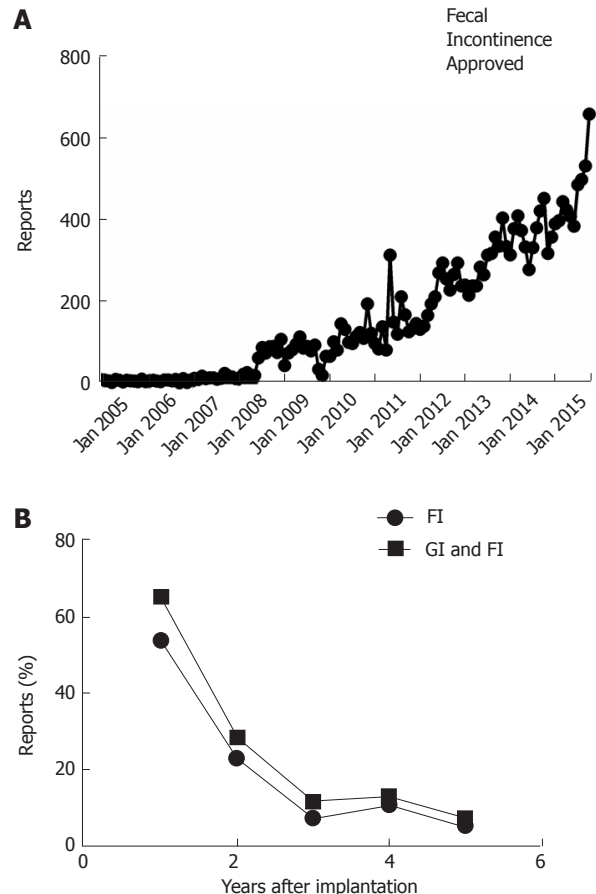 A
Fecal
Incontinence
Approved
800
600
400
200
0
Reports
Jan 2005
Jan 2006
Jan 2007
Jan 2008
Jan 2009
Jan 2010
Jan 2011
Jan 2012
Jan 2013
Jan 2014
Jan 2015
B
FI
GI and FI
80
60
40
20
0
Reports (%)
0 2 4 6
Years after implantation